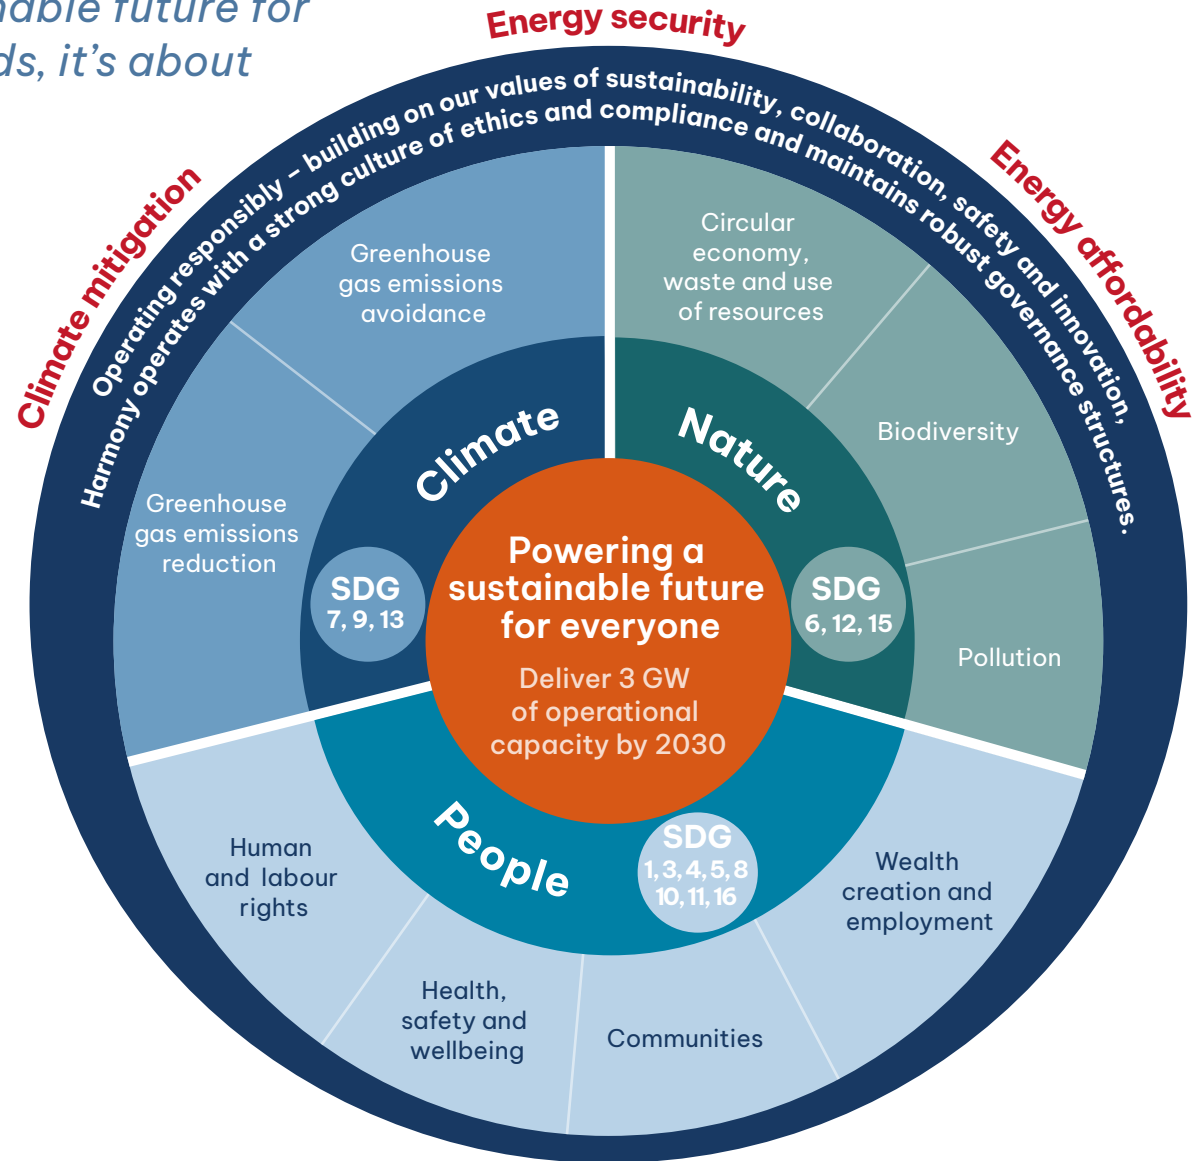 nable future for
ds, it's about
Energy security
Climate mitigation
Energy affordability
Operating responsibly – building on our values of sustainability, collaboration, safety and innovation,
Harmony operates with a strong culture of ethics and compliance and maintains robust governance structures.
Greenhouse
gas emissions
avoidance
Circular
economy,
waste and use
of resources
Climate
Nature
Biodiversity
Greenhouse
gas emissions
reduction
SDG
7, 9, 13
Powering a
sustainable future
for everyone
Deliver 3 GW
of operational
capacity by 2030
SDG
6, 12, 15
Pollution
People
SDG
1, 3, 4, 5, 8
10, 11, 16
Human
and labour
rights
Health,
safety and
wellbeing
Communities
Wealth
creation and
employment